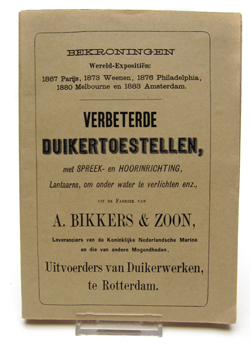 BEKRONINGEN
Wereld-Expositiën:
1867 Parijs, 1873 Weenen, 1876 Philadelphia,
1880 Melbourne en 1883 Amsterdam.
VERBETERDE
DUIKERTOESTELLEN,
met SPREEK- en HOORINRICHTING,
Lantaarns, om onder water te verlichten enz.,
UIT DE FABRIEK VAN
A. BIKKERS & ZOON,
Leveranciers van de Koninklijke Nederlandsche Marine
en die van andere Mogendheden,
Uitvoerders van Duikerwerken,
te Rotterdam.